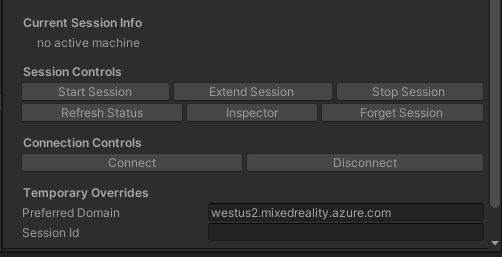 Current Session Info
no active machine
Session Controls
Start Session Extend Session Stop Session
Refresh Status Inspector Forget Session
Connection Controls
Connect Disconnect
Temporary Overrides
Preferred Domain westus2.mixedreality.azure.com
Session Id